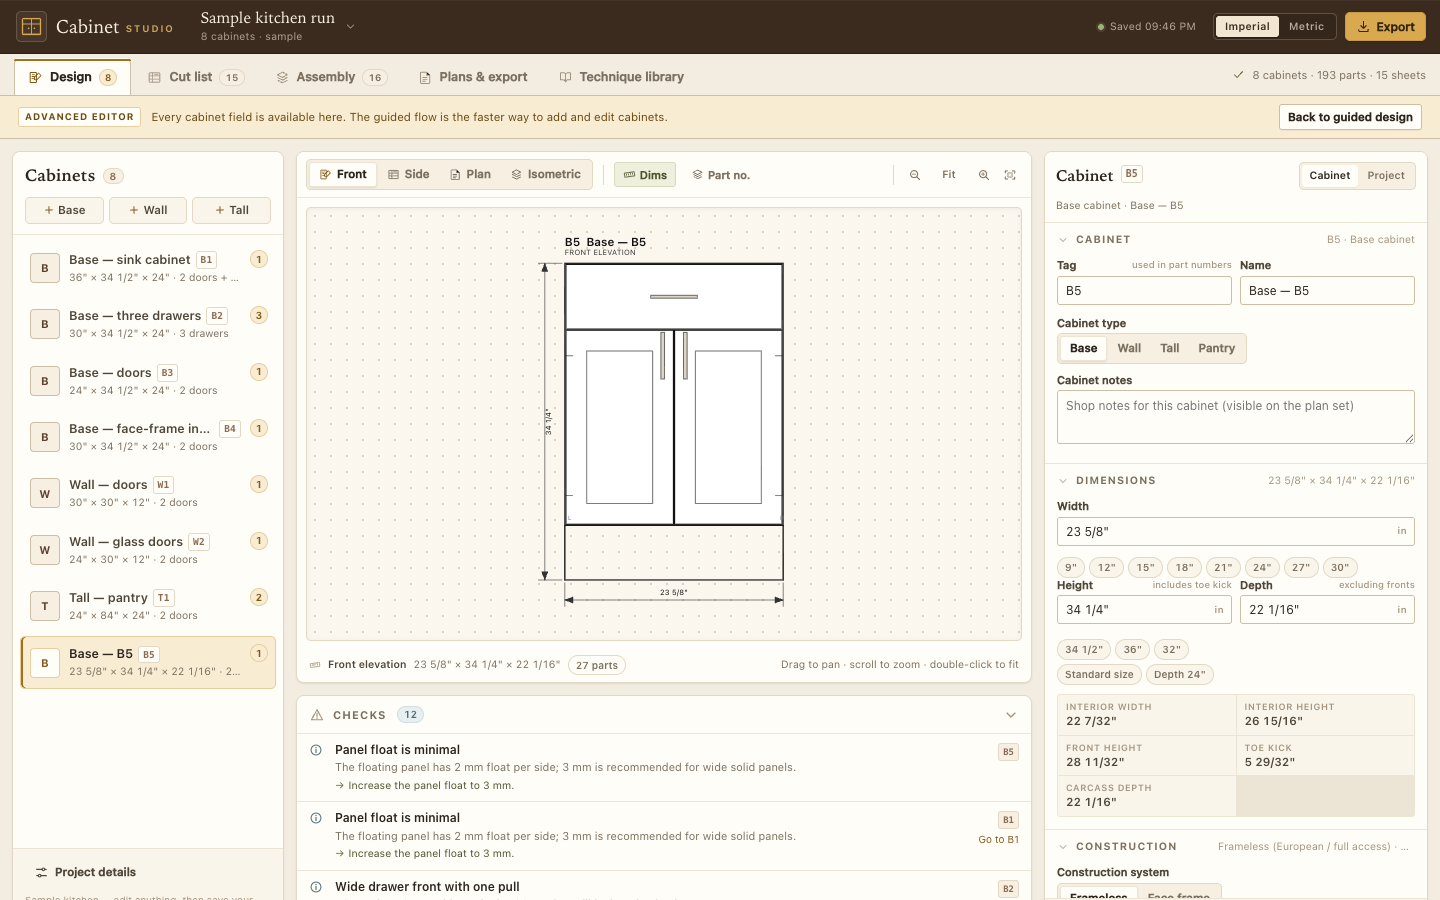 Cabinet STUDIO
Sample kitchen run
8 cabinets · sample
Saved 09:46 PM
Imperial
Metric
Export
Design 8
Cut list 15
Assembly 16
Plans & export
Technique library
8 cabinets · 193 parts · 15 sheets
ADVANCED EDITOR
Every cabinet field is available here. The guided flow is the faster way to add and edit cabinets.
Back to guided design
Cabinets 8
+ Base
+ Wall
+ Tall
B
Base — sink cabinet B1
1
36" × 34 1/2" × 24" · 2 doors + ...
B
Base — three drawers B2
3
30" × 34 1/2" × 24" · 3 drawers
B
Base — doors B3
1
24" × 34 1/2" × 24" · 2 doors
B
Base — face-frame in... B4
1
30" × 34 1/2" × 24" · 2 doors
W
Wall — doors W1
1
30" × 30" × 12" · 2 doors
W
Wall — glass doors W2
1
24" × 30" × 12" · 2 doors
T
Tall — pantry T1
2
24" × 84" × 24" · 2 doors
B
Base — B5 B5
1
23 5/8" × 34 1/4" × 22 1/16" · 2...
Project details
Sample kitchen — edit anything, then save your
Front
Side
Plan
Isometric
Dims
Part no.
Fit
B5 Base — B5
FRONT ELEVATION
34 1/4"
23 5/8"
Front elevation 23 5/8" × 34 1/4" × 22 1/16" 27 parts
Drag to pan · scroll to zoom · double-click to fit
CHECKS 12
Panel float is minimal
B5
The floating panel has 2 mm float per side; 3 mm is recommended for wide solid panels.
→ Increase the panel float to 3 mm.
Panel float is minimal
B1
The floating panel has 2 mm float per side; 3 mm is recommended for wide solid panels.
Go to B1
→ Increase the panel float to 3 mm.
Wide drawer front with one pull
B2
Cabinet B5
Cabinet
Project
Base cabinet · Base — B5
CABINET
B5 · Base cabinet
Tag
used in part numbers
Name
B5
Base — B5
Cabinet type
Base
Wall
Tall
Pantry
Cabinet notes
Shop notes for this cabinet (visible on the plan set)
DIMENSIONS
23 5/8" × 34 1/4" × 22 1/16"
Width
23 5/8"
in
9"
12"
15"
18"
21"
24"
27"
30"
Height
includes toe kick
Depth
excluding fronts
34 1/4"
in
22 1/16"
in
34 1/2"
36"
32"
Standard size
Depth 24"
INTERIOR WIDTH
22 7/32"
INTERIOR HEIGHT
26 15/16"
FRONT HEIGHT
28 11/32"
TOE KICK
5 29/32"
CARCASS DEPTH
22 1/16"
CONSTRUCTION
Frameless (European / full access) · ...
Construction system
Frameless
Face frame